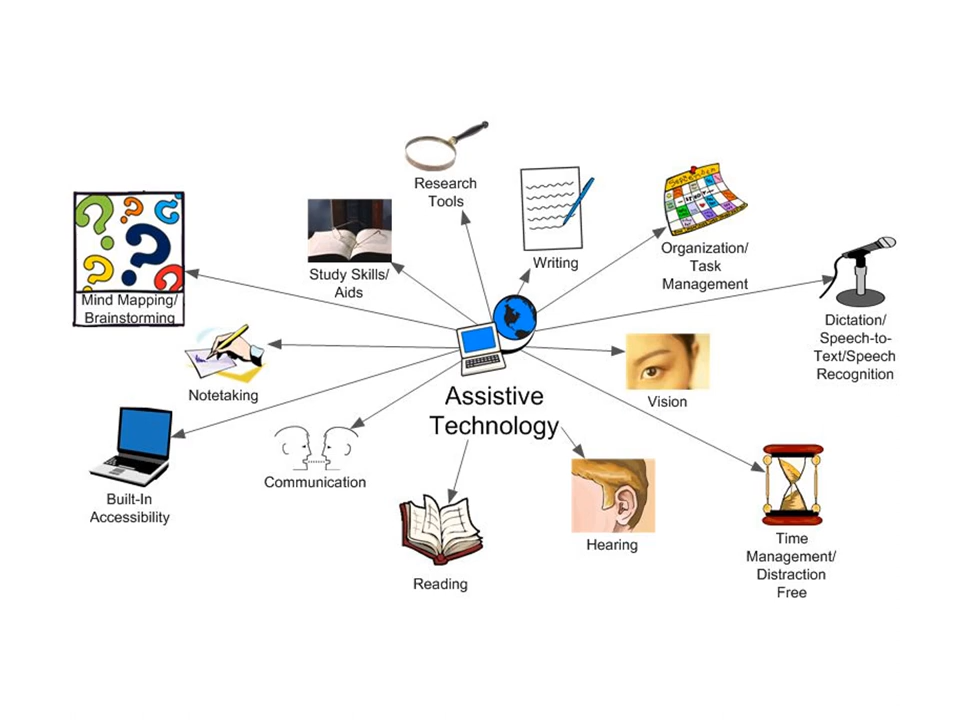 Research
Tools
Writing
Organization/
Task
Management
Study Skills/
Aids
Mind Mapping/
Brainstorming
Dictation/
Speech-to-
Text/Speech
Recognition
Notetaking
Assistive
Technology
Vision
Built-In
Accessibility
Communication
Reading
Hearing
Time
Management/
Distraction
Free